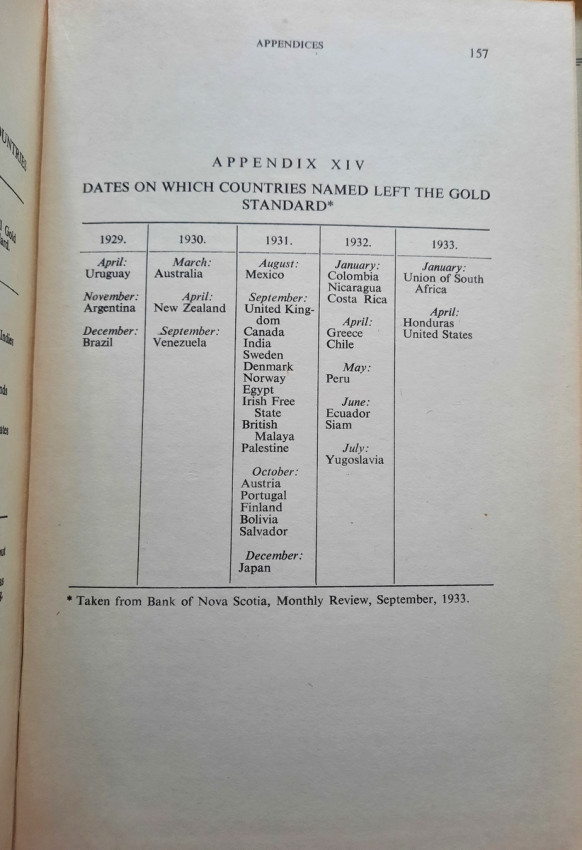 APPENDICES
157
APPENDIX XIV
DATES ON WHICH COUNTRIES NAMED LEFT THE GOLD
STANDARD*
1929.
April:
Uruguay
November:
Argentina
December:
Brazil
1930.
March:
Australia
April:
New Zealand
September:
Venezuela
1931.
August:
Mexico
September:
United King-
dom
Canada
India
Sweden
Denmark
Norway
Egypt
Irish Free
State
British
Malaya
Palestine
October:
Austria
Portugal
Finland
Bolivia
Salvador
December:
Japan
1932.
January:
Colombia
Nicaragua
Costa Rica
April:
Greece
Chile
May:
Peru
June:
Ecuador
Siam
July:
Yugoslavia
1933.
January:
Union of South
Africa
April:
Honduras
United States
* Taken from Bank of Nova Scotia, Monthly Review, September, 1933.